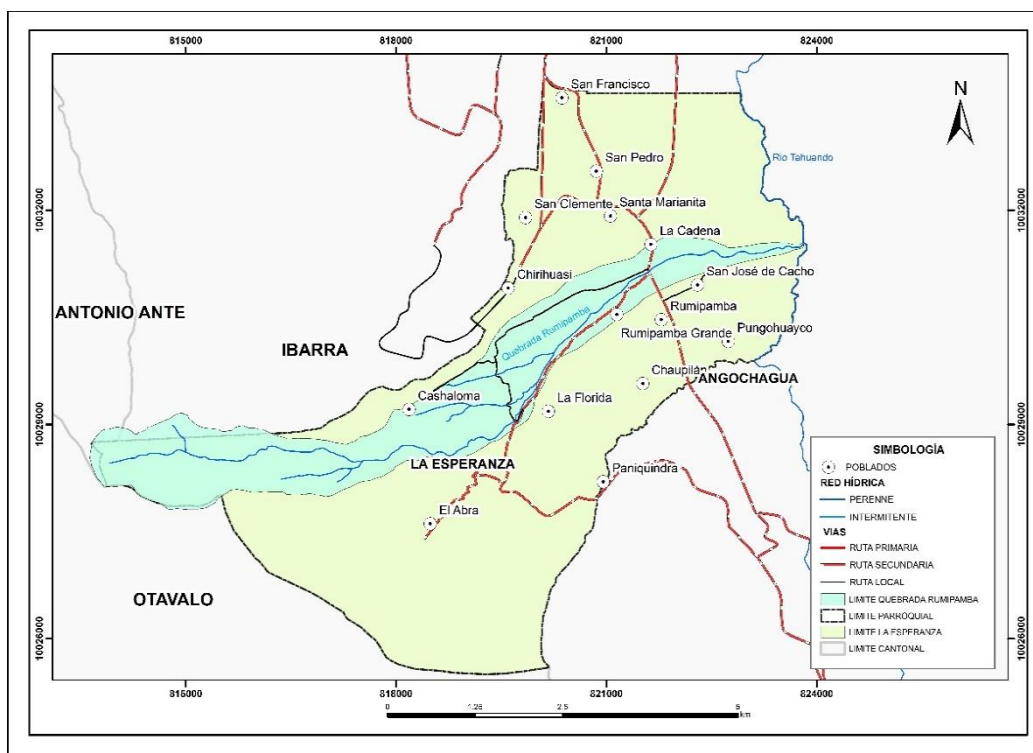 815000
818000
821000
824000
San Francisco
N
San Pedro
Río Tahuando
10032000
10032000
San Clemente
Santa Marianita
La Cadena
San José de Cacho
Chirihuasi
ANTONIO ANTE
Rumipamba
Quebrada Rumipamba
Rumipamba Grande
Pungohuayco
IBARRA
Chaupilán
ANGOCHAGUA
Cashaloma
La Florida
10029000
10029000
LA ESPERANZA
Paniquindra
El Abra
OTAVALO
10026000
10026000
SIMBOLOGÍA
POBLADOS
RED HÍDRICA
PERENNE
INTERMITENTE
VIAS
RUTA PRIMARIA
RUTA SECUNDARIA
RUTA LOCAL
LIMITE QUEBRADA RUMIPAMBA
LIMITE PARROQUIAL
LIMITE LA ESPERANZA
LIMITE CANTONAL
815000
818000
821000
824000
0
1.25
2.5
5
km